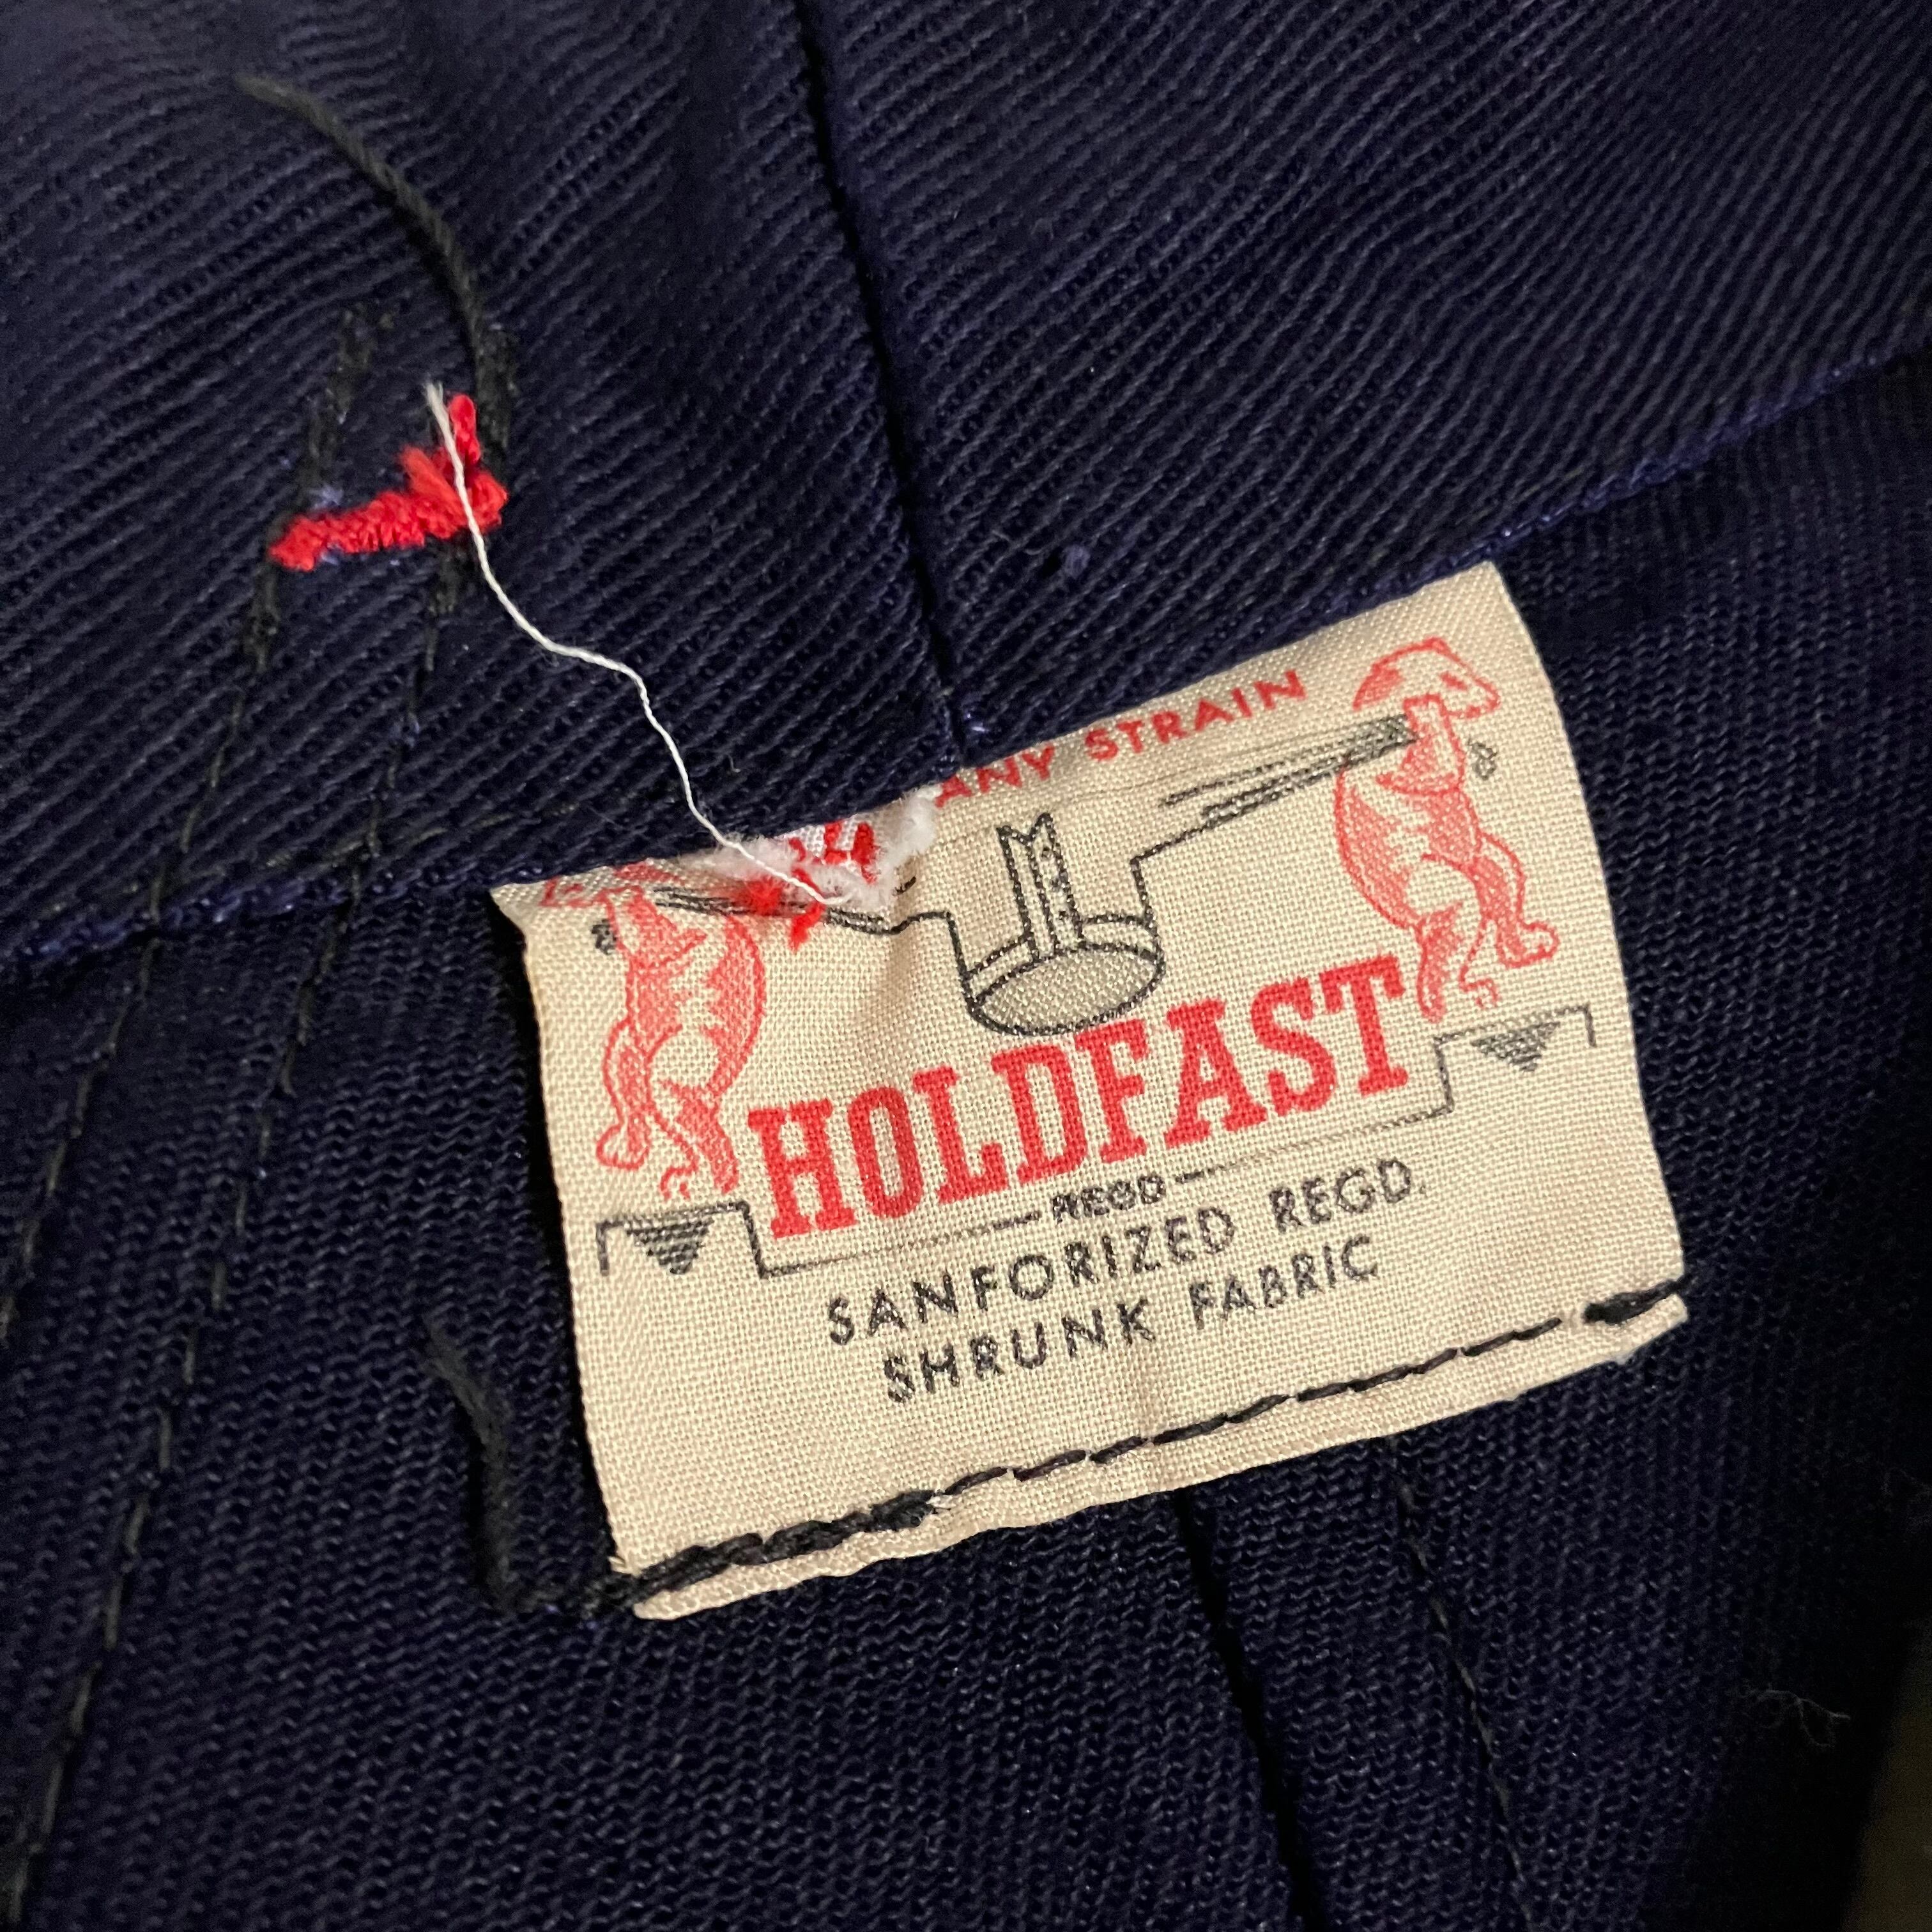 ANY STRAIN
HOLDFAST
REGD
SANFORIZED REGD.
SHRUNK FABRIC